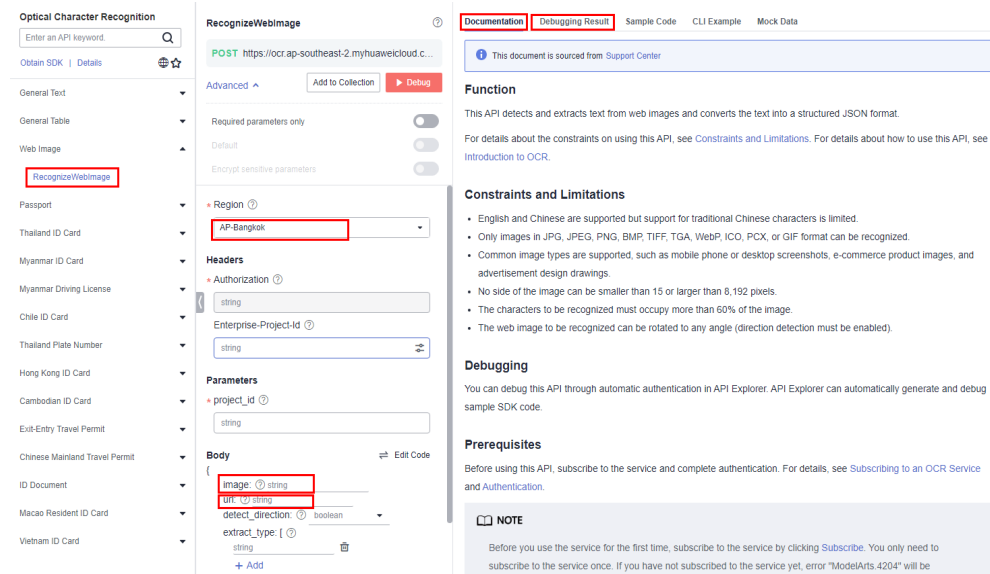 Optical Character Recognition
Enter an API keyword.
Obtain SDK | Details
General Text
General Table
Web Image
RecognizeWebImage
Passport
Thailand ID Card
Myanmar ID Card
Myanmar Driving License
Chile ID Card
Thailand Plate Number
Hong Kong ID Card
Cambodian ID Card
Exit-Entry Travel Permit
Chinese Mainland Travel Permit
ID Document
Macao Resident ID Card
Vietnam ID Card
RecognizeWebImage
POST https://ocr.ap-southeast-2.myhuaweicloud.c...
Advanced
Add to Collection
Debug
Required parameters only
Default
Encrypt sensitive parameters
* Region
AP-Bangkok
Headers
* Authorization
string
Enterprise-Project-Id
string
Parameters
* project_id
string
Body
Edit Code
{
image: string
url: string
detect_direction: boolean
extract_type: [
string
+ Add
Documentation Debugging Result Sample Code CLI Example Mock Data
This document is sourced from Support Center
Function
This API detects and extracts text from web images and converts the text into a structured JSON format.
For details about the constraints on using this API, see Constraints and Limitations. For details about how to use this API, see
Introduction to OCR.
Constraints and Limitations
• English and Chinese are supported but support for traditional Chinese characters is limited.
• Only images in JPG, JPEG, PNG, BMP, TIFF, TGA, WebP, ICO, PCX, or GIF format can be recognized.
• Common image types are supported, such as mobile phone or desktop screenshots, e-commerce product images, and
advertisement design drawings.
• No side of the image can be smaller than 15 or larger than 8,192 pixels.
• The characters to be recognized must occupy more than 60% of the image.
• The web image to be recognized can be rotated to any angle (direction detection must be enabled).
Debugging
You can debug this API through automatic authentication in API Explorer. API Explorer can automatically generate and debug
sample SDK code.
Prerequisites
Before using this API, subscribe to the service and complete authentication. For details, see Subscribing to an OCR Service
and Authentication.
NOTE
Before you use the service for the first time, subscribe to the service by clicking Subscribe. You only need to
subscribe to the service once. If you have not subscribed to the service yet, error "ModelArts.4204" will be